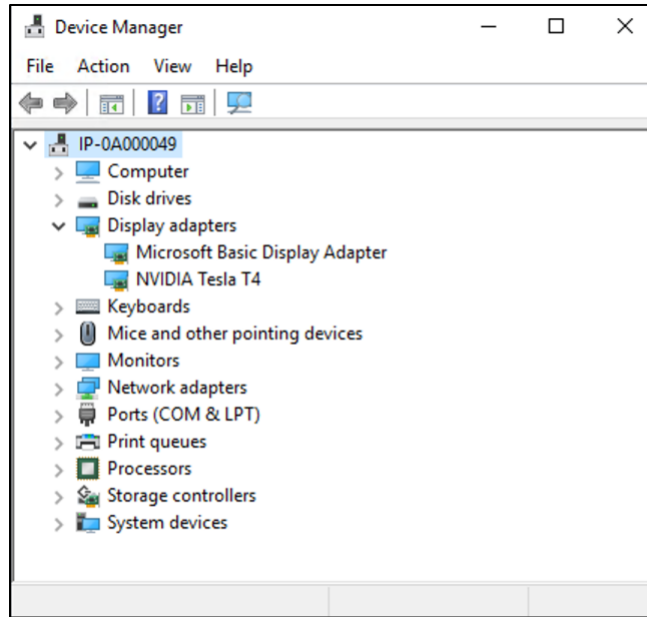 Device Manager
File Action View Help
IP-0A000049
Computer
Disk drives
Display adapters
Microsoft Basic Display Adapter
NVIDIA Tesla T4
Keyboards
Mice and other pointing devices
Monitors
Network adapters
Ports (COM & LPT)
Print queues
Processors
Storage controllers
System devices